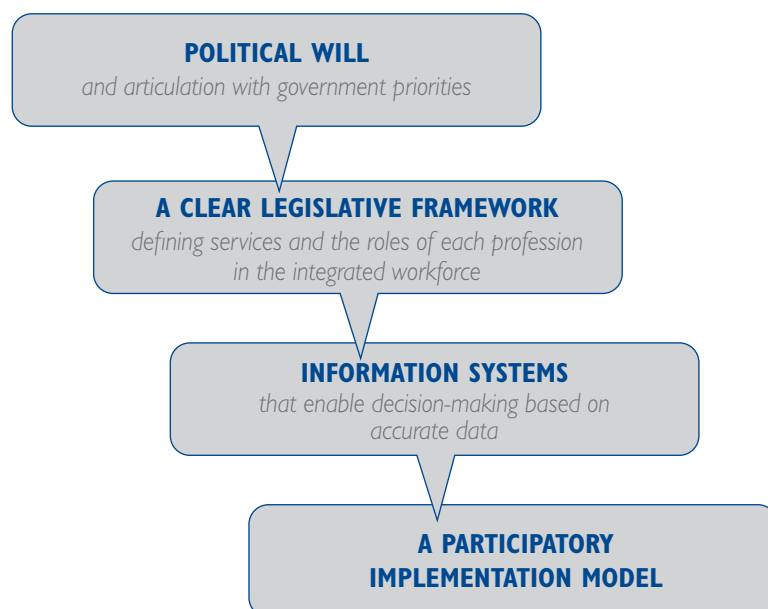 POLITICAL WILL
and articulation with government priorities
A CLEAR LEGISLATIVE FRAMEWORK
defining services and the roles of each profession
in the integrated workforce
INFORMATION SYSTEMS
that enable decision-making based on
accurate data
A PARTICIPATORY
IMPLEMENTATION MODEL